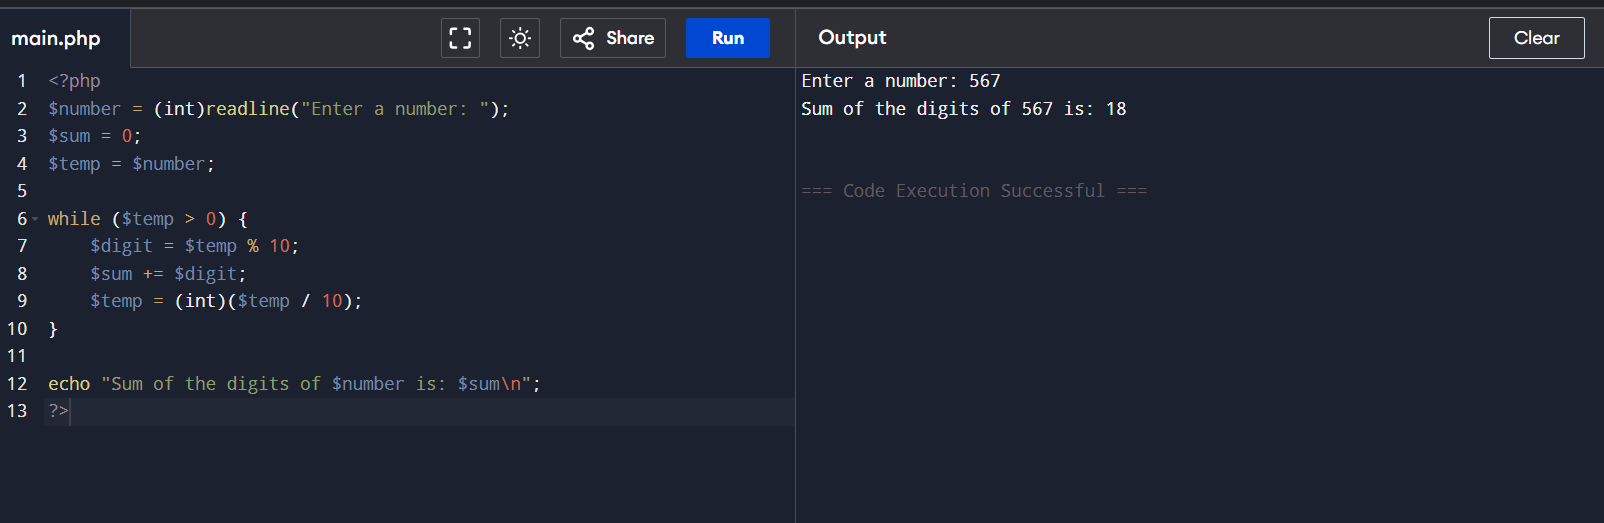 main.php
Share
Run
Output
Clear
1 <?php
2 $number = (int)readline("Enter a number: ");
3 $sum = 0;
4 $temp = $number;
5
6 while ($temp > 0) {
7     $digit = $temp % 10;
8     $sum += $digit;
9     $temp = (int)($temp / 10);
10 }
11
12 echo "Sum of the digits of $number is: $sum\n";
13 ?>
Enter a number: 567
Sum of the digits of 567 is: 18
=== Code Execution Successful ===